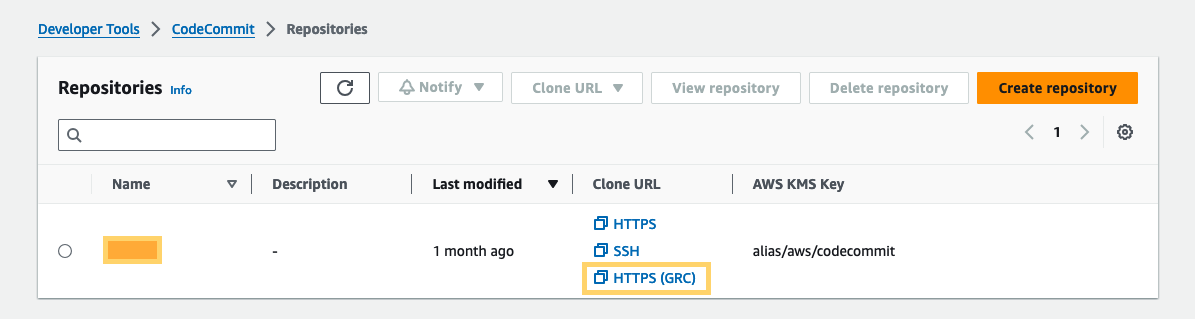 Developer Tools > CodeCommit > Repositories
Repositories Info
Notify Clone URL View repository Delete repository Create repository
1
Name Description Last modified Clone URL AWS KMS Key
HTTPS
- 1 month ago SSH alias/aws/codecommit
HTTPS (GRC)